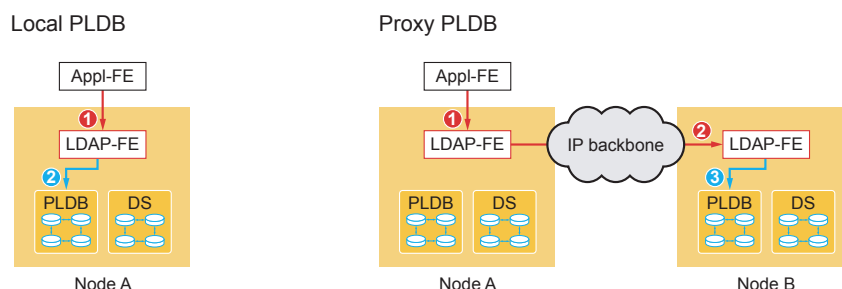 Local PLDB
Appl-FE
1
LDAP-FE
2
PLDB DS
Node A
Proxy PLDB
Appl-FE
1
LDAP-FE
IP backbone
2
LDAP-FE
3
PLDB DS
PLDB DS
Node A
Node B